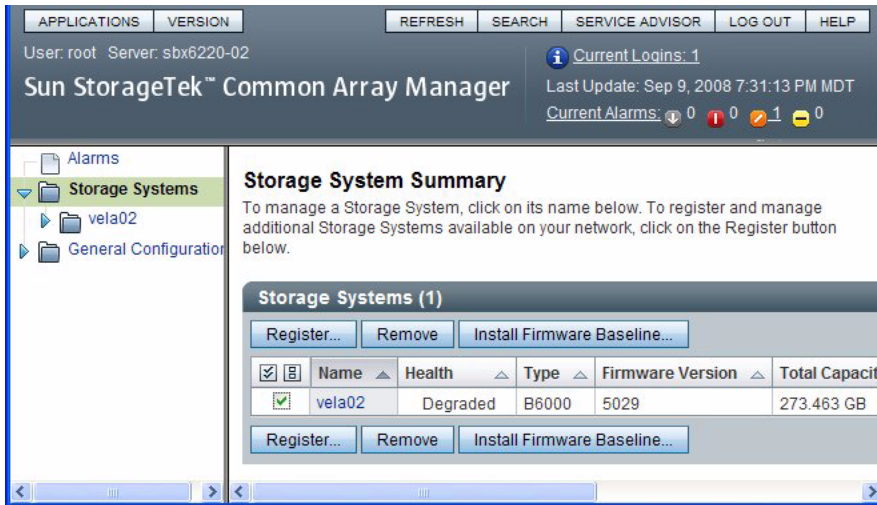 APPLICATIONS VERSION REFRESH SEARCH SERVICE ADVISOR LOG OUT HELP
User: root Server: sbx6220-02
Current Logins: 1
Sun StorageTek™ Common Array Manager
Last Update: Sep 9, 2008 7:31:13 PM MDT
Current Alarms: 0 0 1 0
Alarms
Storage Systems
vela02
General Configuration
Storage System Summary
To manage a Storage System, click on its name below. To register and manage
additional Storage Systems available on your network, click on the Register button
below.
Storage Systems (1)
Register... Remove Install Firmware Baseline...
Name Health Type Firmware Version Total Capacit
vela02 Degraded B6000 5029 273.463 GB
Register... Remove Install Firmware Baseline...